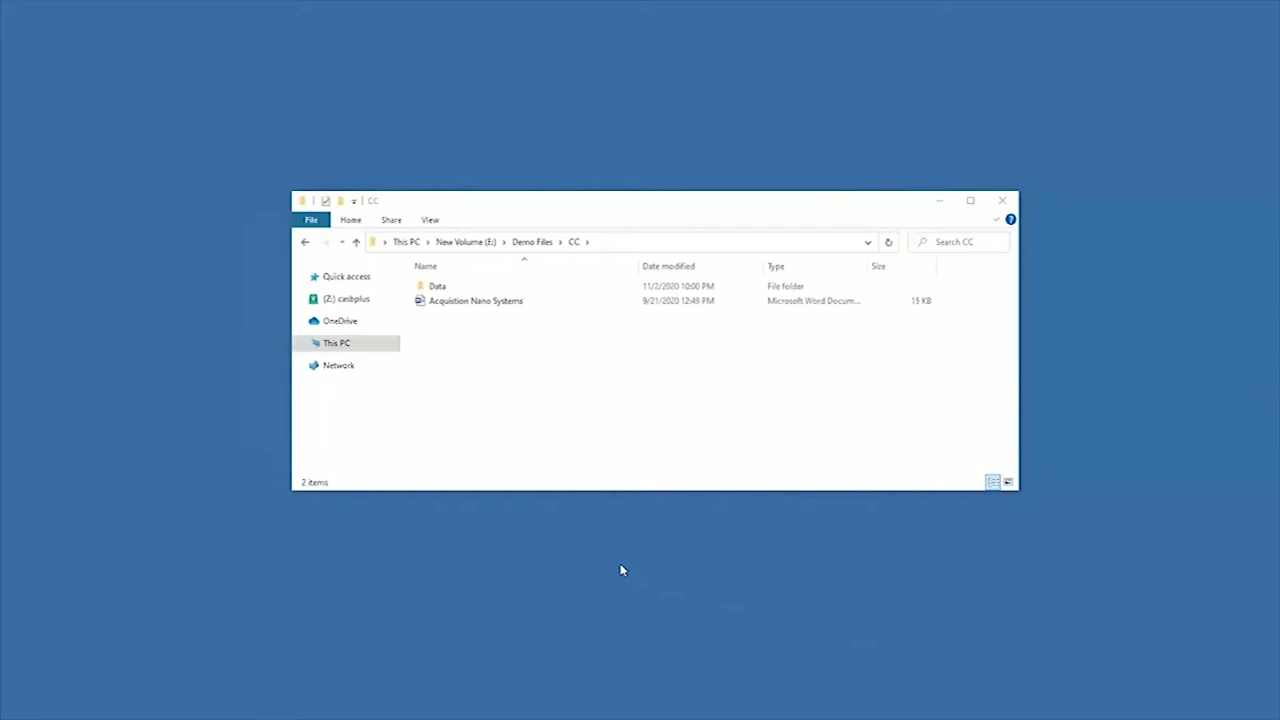 CC
File Home Share View
This PC New Volume (E:) Demo Files CC Search CC
Name Date modified Type Size
Quick access
(Z:) casbplus
OneDrive
This PC
Network
Data 11/2/2020 10:00 PM File folder
Acquistion Nano Systems 9/21/2020 12:49 PM Microsoft Word Docum... 15 KB
2 items